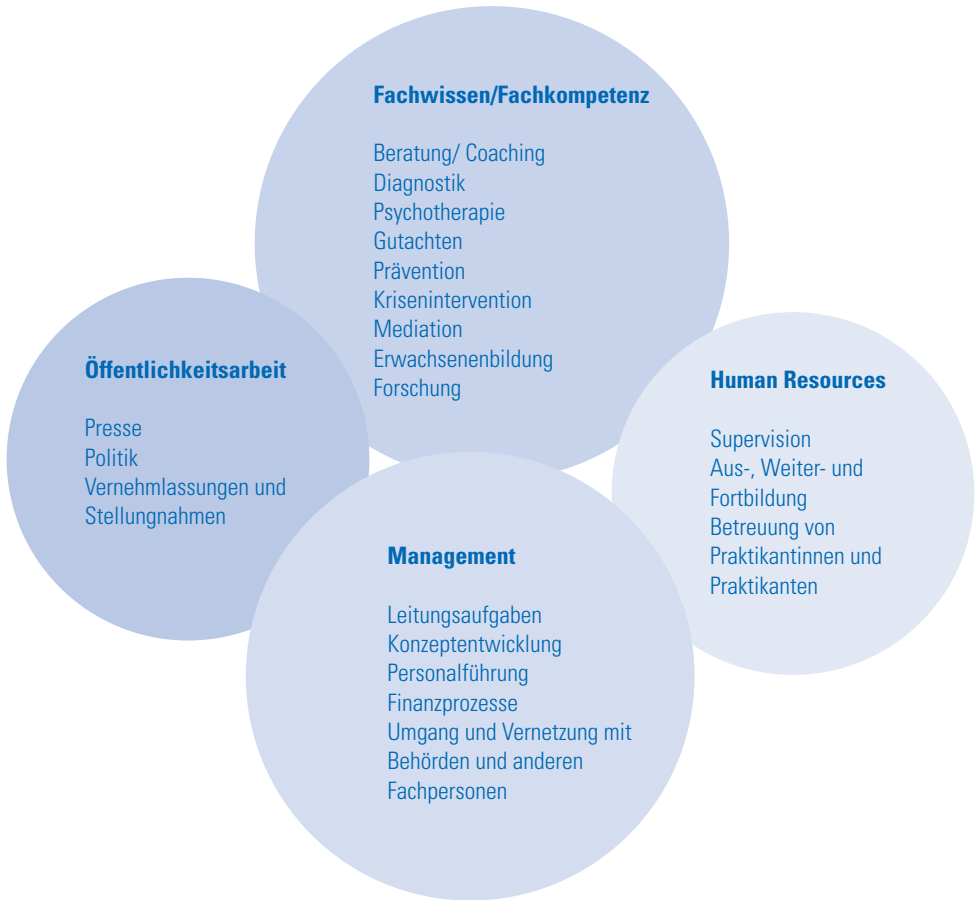 Fachwissen/Fachkompetenz
Beratung/ Coaching
Diagnostik
Psychotherapie
Gutachten
Prävention
Krisenintervention
Mediation
Erwachsenenbildung
Forschung
Öffentlichkeitsarbeit
Presse
Politik
Vernehmlassungen und
Stellungnahmen
Human Resources
Supervision
Aus-, Weiter- und
Fortbildung
Betreuung von
Praktikantinnen und
Praktikanten
Management
Leitungsaufgaben
Konzeptentwicklung
Personalführung
Finanzprozesse
Umgang und Vernetzung mit
Behörden und anderen
Fachpersonen